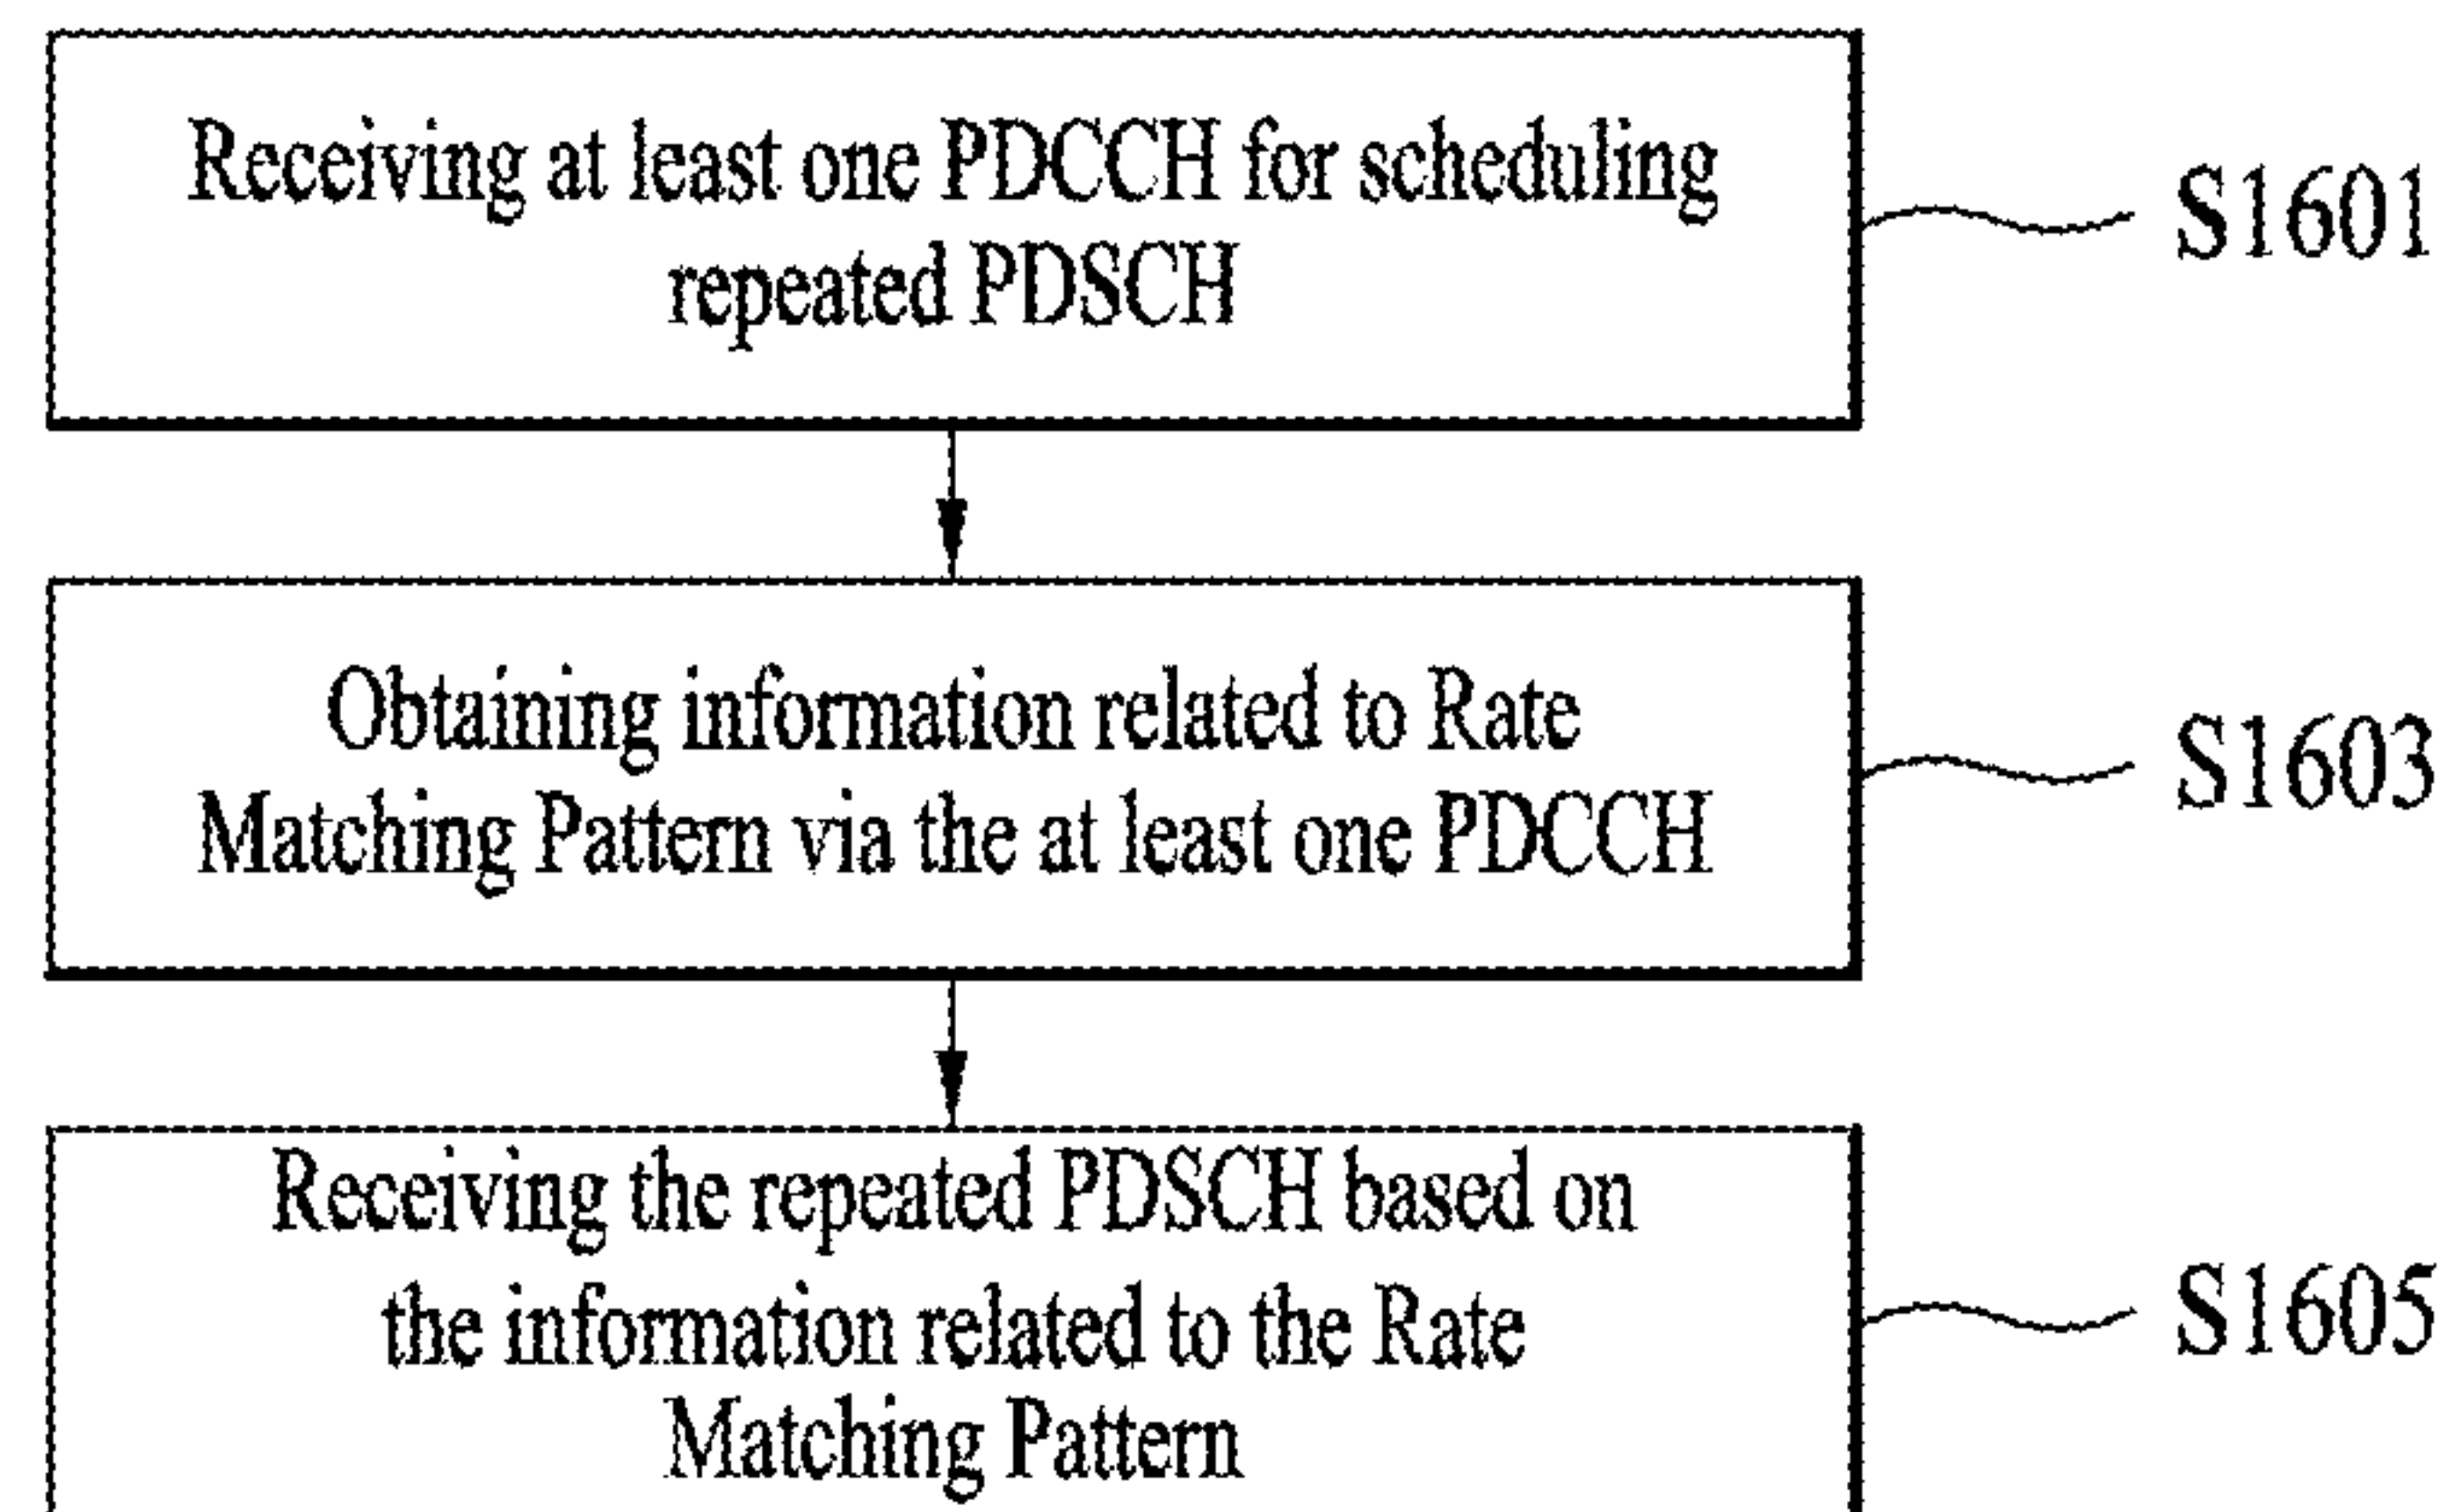 Receiving at least one PDCCH for scheduling
repeated PDSCH
S1601
Obtaining information related to Rate
Matching Pattern via the at least one PDCCH
S1603
Receiving the repeated PDSCH based on
the information related to the Rate
Matching Pattern
S1605